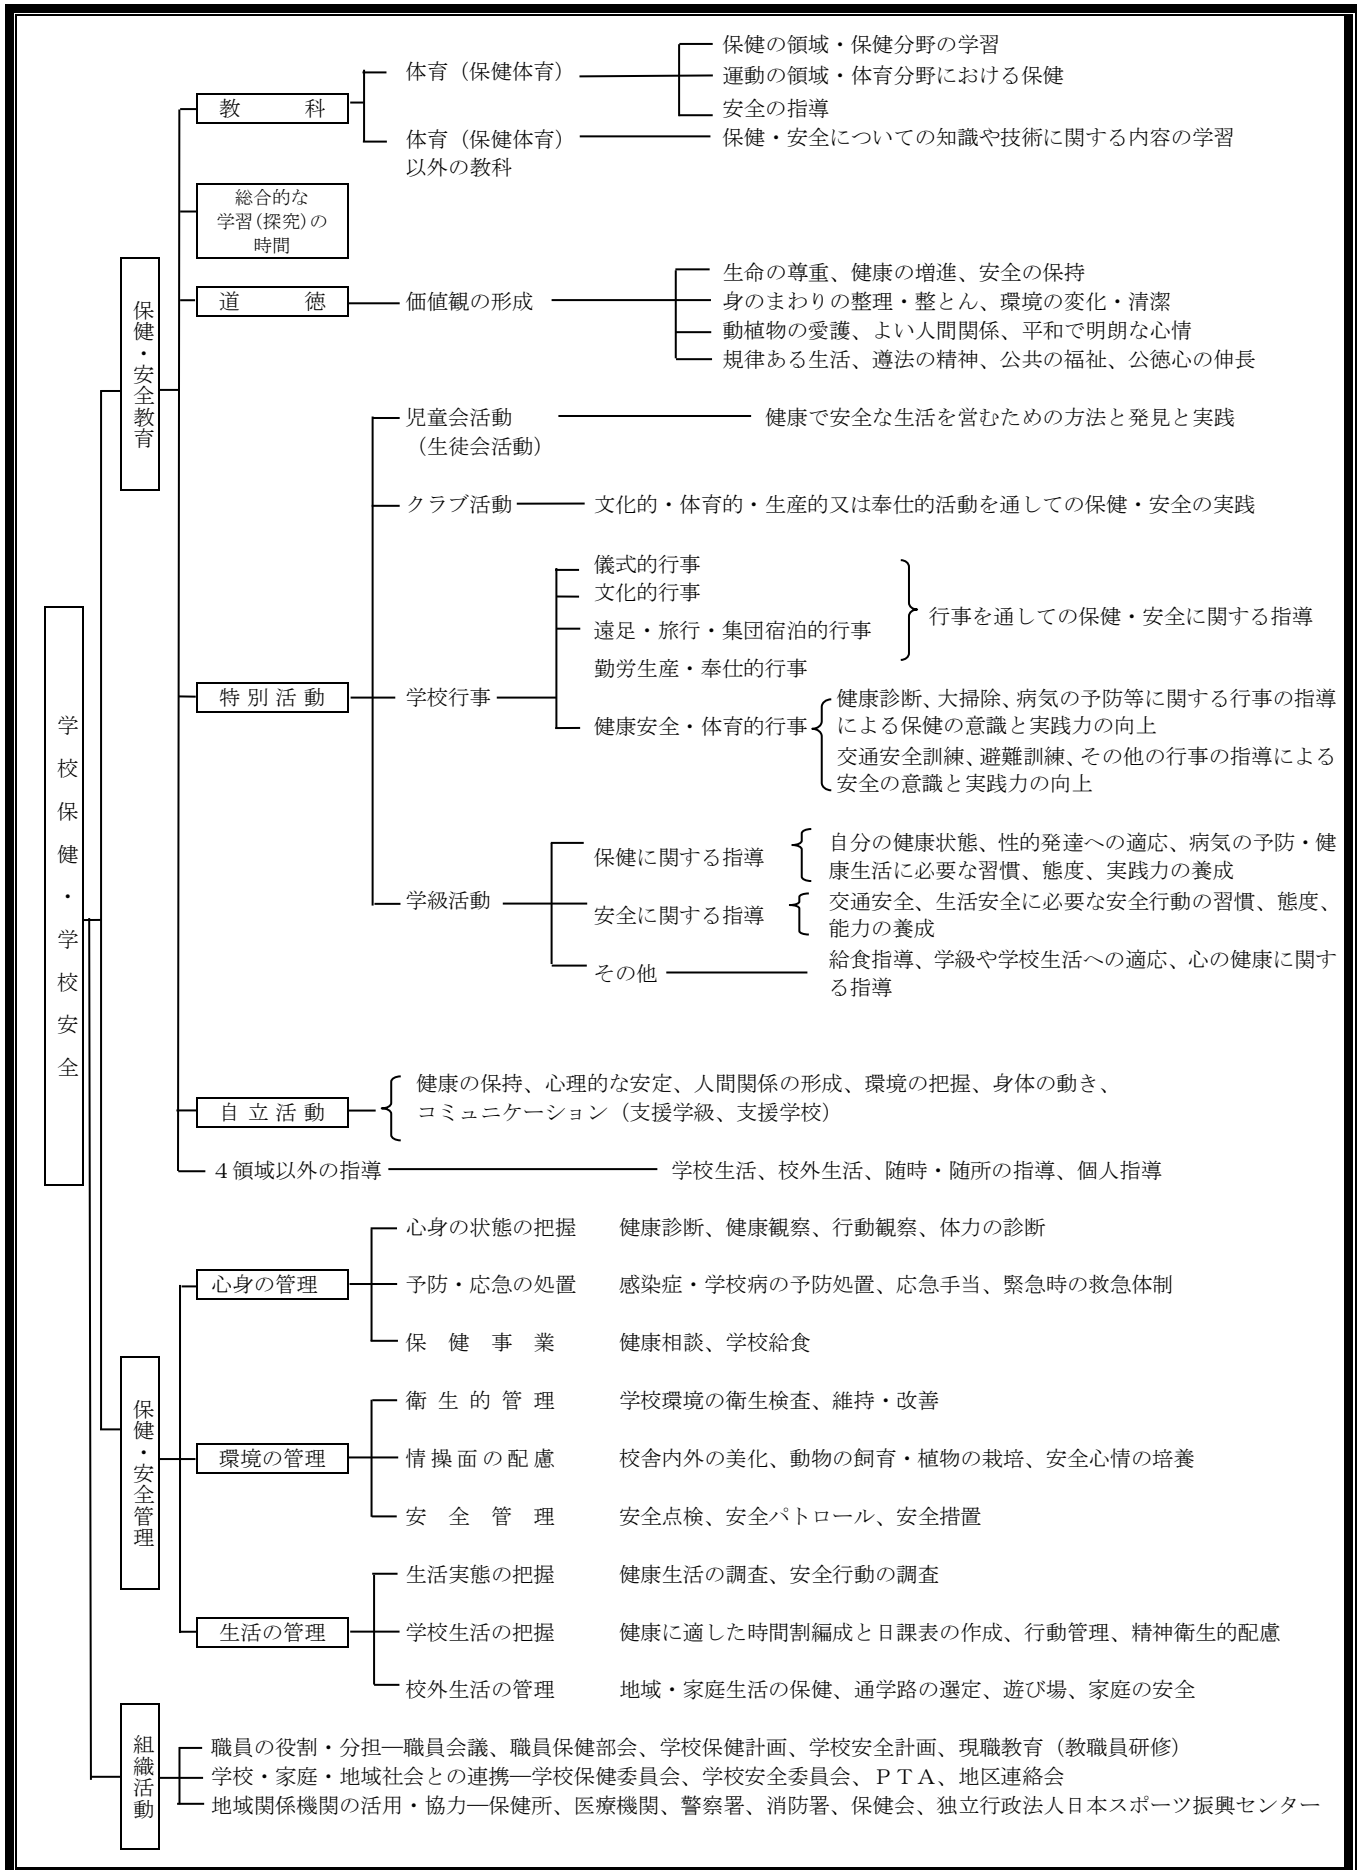 学校保健・学校安全
保健・安全教育
教　　　科
体育（保健体育）
保健の領域・保健分野の学習
運動の領域・体育分野における保健
安全の指導
体育（保健体育）
以外の教科
保健・安全についての知識や技術に関する内容の学習
総合的な
学習(探究)の
時間
道　　　徳
価値観の形成
生命の尊重、健康の増進、安全の保持
身のまわりの整理・整とん、環境の変化・清潔
動植物の愛護、よい人間関係、平和で明朗な心情
規律ある生活、遵法の精神、公共の福祉、公徳心の伸長
特 別 活 動
児童会活動
（生徒会活動）
健康で安全な生活を営むための方法と発見と実践
クラブ活動
文化的・体育的・生産的又は奉仕的活動を通しての保健・安全の実践
学校行事
儀式的行事
文化的行事
遠足・旅行・集団宿泊的行事
勤労生産・奉仕的行事
行事を通しての保健・安全に関する指導
健康安全・体育的行事
健康診断、大掃除、病気の予防等に関する行事の指導
による保健の意識と実践力の向上
交通安全訓練、避難訓練、その他の行事の指導による
安全の意識と実践力の向上
学級活動
保健に関する指導
自分の健康状態、性的発達への適応、病気の予防・健
康生活に必要な習慣、態度、実践力の養成
安全に関する指導
交通安全、生活安全に必要な安全行動の習慣、態度、
能力の養成
その他
給食指導、学級や学校生活への適応、心の健康に関す
る指導
自 立 活 動
健康の保持、心理的な安定、人間関係の形成、環境の把握、身体の動き、
コミュニケーション（支援学級、支援学校）
４領域以外の指導
学校生活、校外生活、随時・随所の指導、個人指導
保健・安全管理
心身の管理
心身の状態の把握
健康診断、健康観察、行動観察、体力の診断
予防・応急の処置
感染症・学校病の予防処置、応急手当、緊急時の救急体制
保　健　事　業
健康相談、学校給食
環境の管理
衛 生 的 管 理
学校環境の衛生検査、維持・改善
情操面の配慮
校舎内外の美化、動物の飼育・植物の栽培、安全心情の培養
安　全　管　理
安全点検、安全パトロール、安全措置
生活の管理
生活実態の把握
健康生活の調査、安全行動の調査
学校生活の把握
健康に適した時間割編成と日課表の作成、行動管理、精神衛生的配慮
校外生活の管理
地域・家庭生活の保健、通学路の選定、遊び場、家庭の安全
組織活動
職員の役割・分担―職員会議、職員保健部会、学校保健計画、学校安全計画、現職教育（教職員研修）
学校・家庭・地域社会との連携―学校保健委員会、学校安全委員会、ＰＴＡ、地区連絡会
地域関係機関の活用・協力―保健所、医療機関、警察署、消防署、保健会、独立行政法人日本スポーツ振興センター